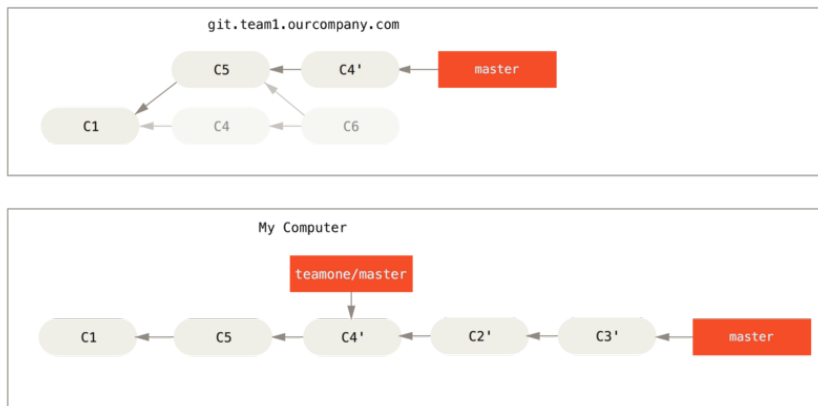 git.team1.ourcompany.com
C5 C4' master
C1 C4 C6
My Computer
teamone/master
C1 C5 C4' C2' C3' master